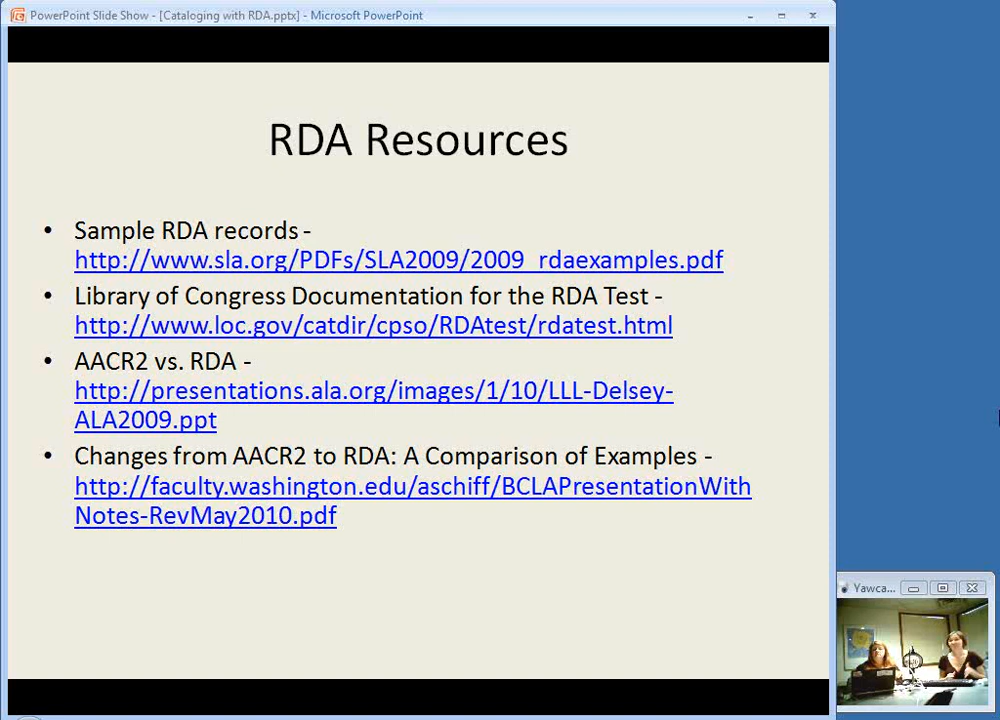 PowerPoint Slide Show - [Cataloging with RDA.pptx] - Microsoft PowerPoint
RDA Resources
• Sample RDA records -
http://www.sla.org/PDFs/SLA2009/2009_rdaexamples.pdf
• Library of Congress Documentation for the RDA Test -
http://www.loc.gov/catdir/cpso/RDAtest/rdatest.html
• AACR2 vs. RDA -
http://presentations.ala.org/images/1/10/LLL-Delsey-
ALA2009.ppt
• Changes from AACR2 to RDA: A Comparison of Examples -
http://faculty.washington.edu/aschiff/BCLAPresentationWith
Notes-RevMay2010.pdf
Yawca...